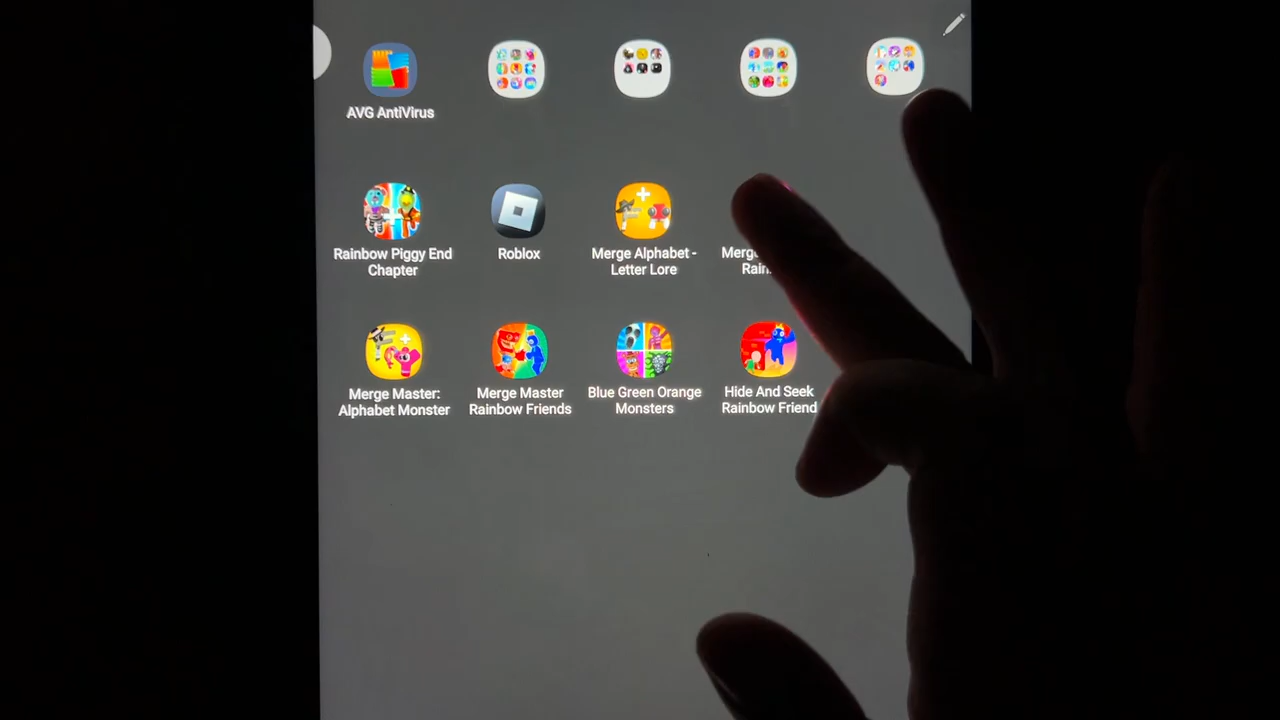 AVG AntiVirus
Rainbow Piggy End
Chapter
Roblox
Merge Alphabet -
Letter Lore
Merge Master:
Alphabet Monster
Merge Master
Rainbow Friends
Blue Green Orange
Monsters
Hide And Seek
Rainbow Friend